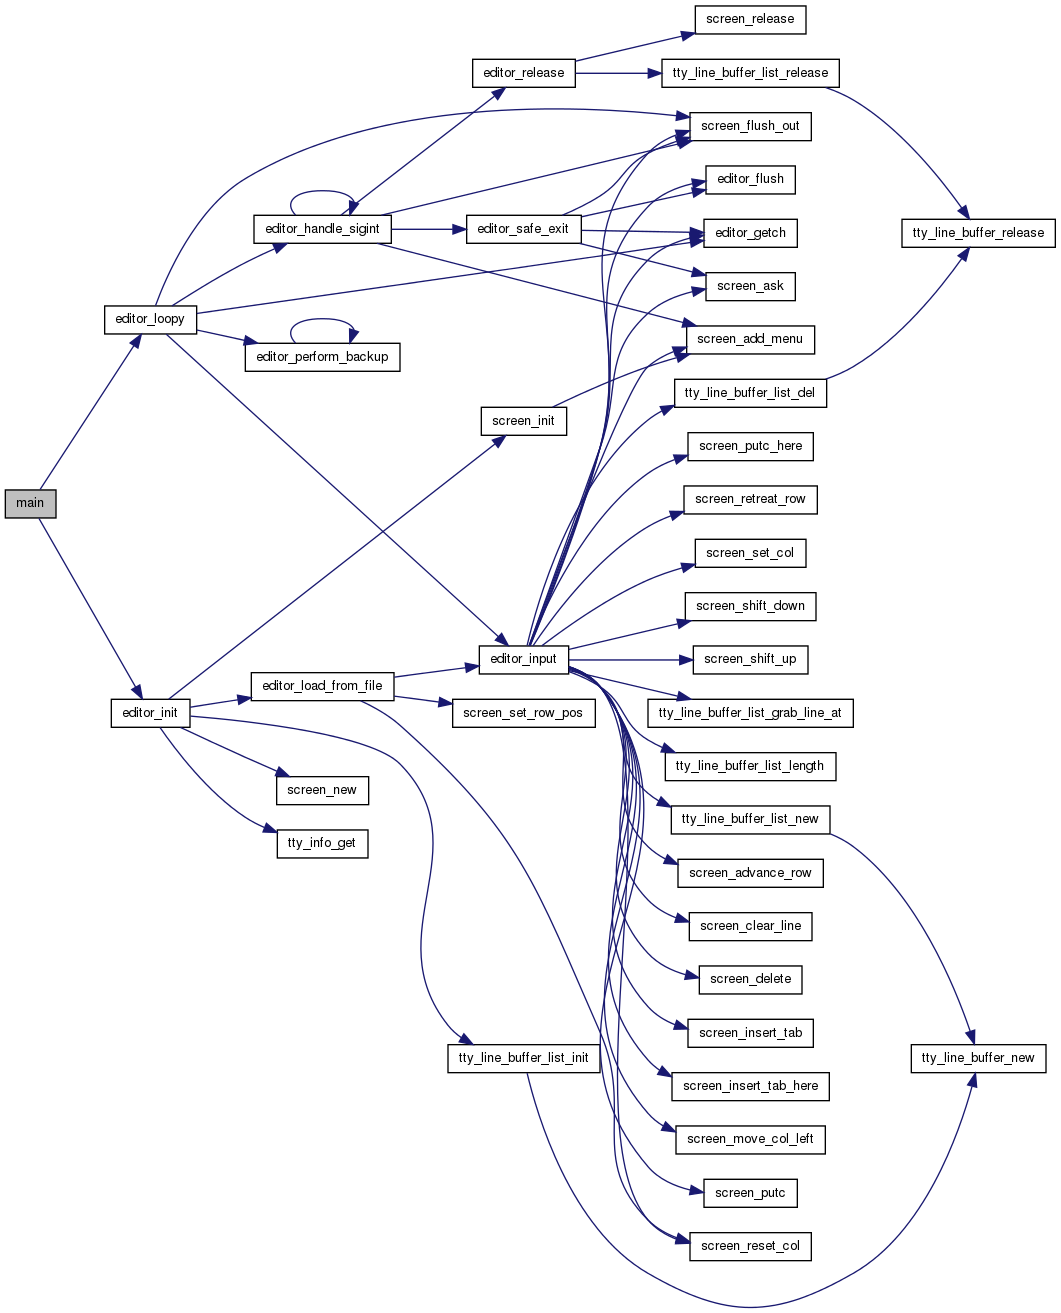 screen_release
editor_release
tty_line_buffer_list_release
screen_flush_out
editor_flush
editor_handle_sigint
editor_safe_exit
editor_getch
tty_line_buffer_release
screen_ask
editor_loopy
screen_add_menu
editor_perform_backup
tty_line_buffer_list_del
screen_init
screen_putc_here
main
screen_retreat_row
screen_set_col
screen_shift_down
editor_input
screen_shift_up
editor_load_from_file
editor_init
screen_set_row_pos
tty_line_buffer_list_grab_line_at
tty_line_buffer_list_length
screen_new
tty_line_buffer_list_new
tty_info_get
screen_advance_row
screen_clear_line
screen_delete
screen_insert_tab
tty_line_buffer_list_init
tty_line_buffer_new
screen_insert_tab_here
screen_move_col_left
screen_putc
screen_reset_col